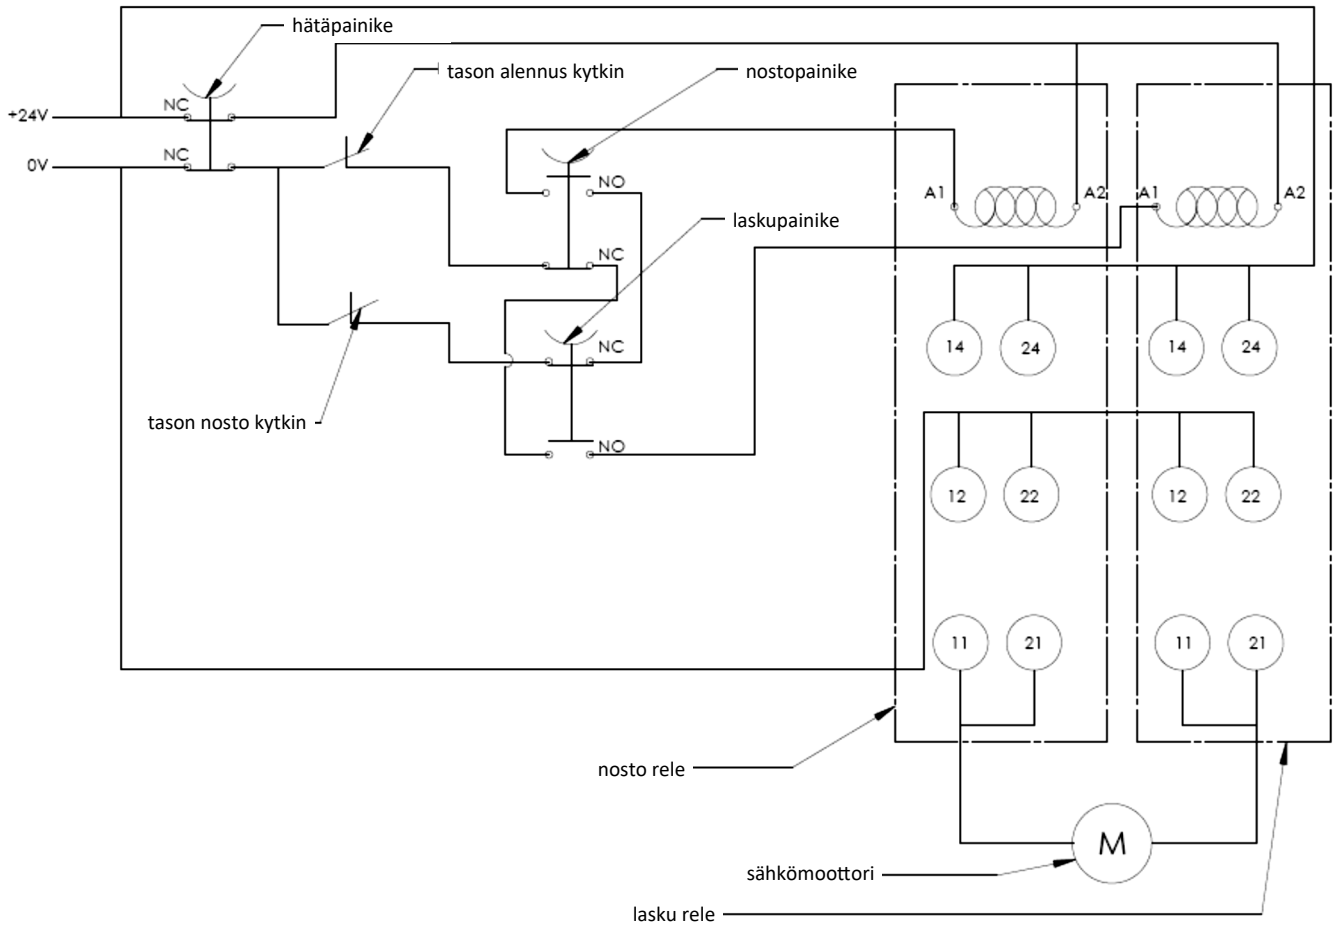 hätäpainike
tason alennus kytkin
nostopainike
NC
+24V
NC
0V
NO
A1
A2
A1
A2
laskupainike
NC
NC
14
24
14
24
tason nosto kytkin
NO
12
22
12
22
11
21
11
21
nosto rele
M
sähkömoottori
lasku rele